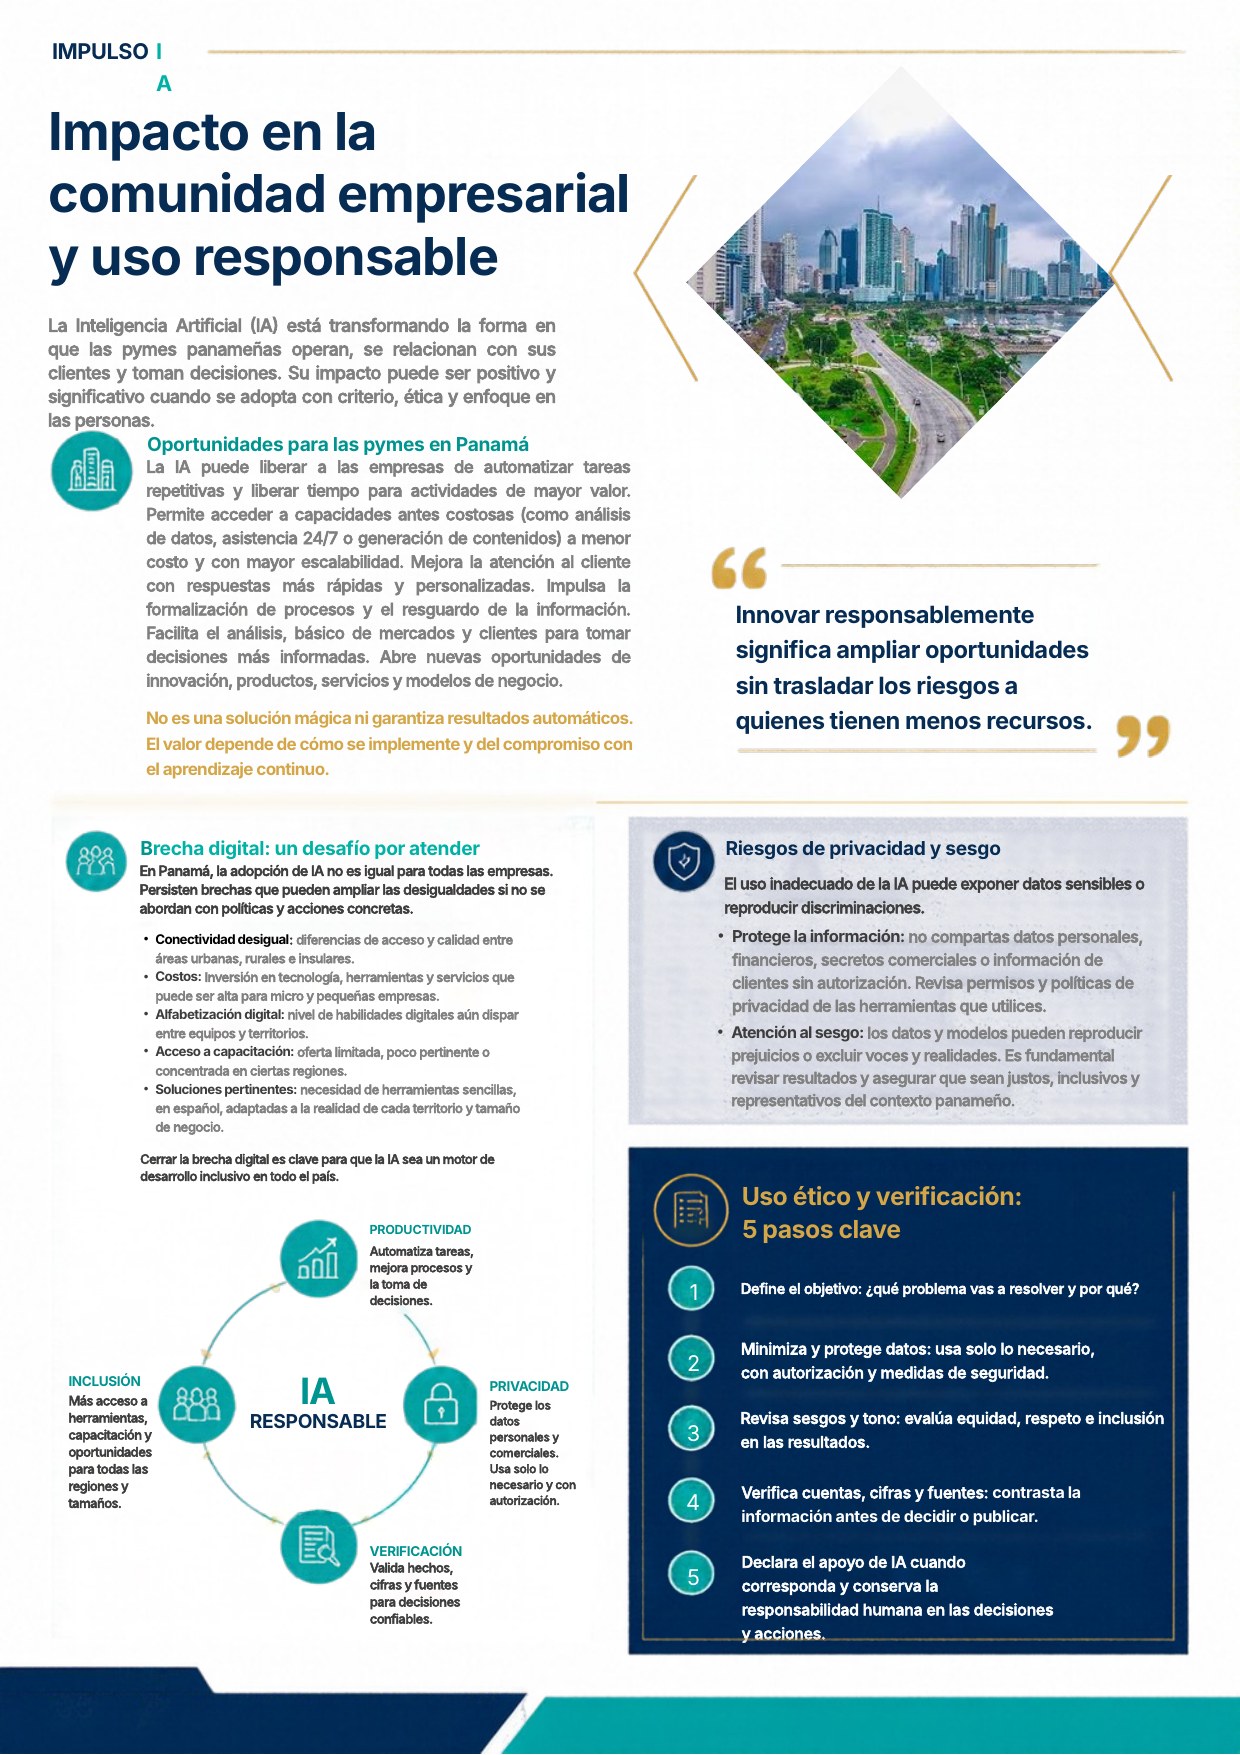 IMPULSO I
A
Impacto en la
comunidad empresarial
y uso responsable
La Inteligencia Artificial (IA) está transformando la forma en
que las pymes panameñas operan, se relacionan con sus
clientes y toman decisiones. Su impacto puede ser positivo y
significativo cuando se adopta con criterio, ética y enfoque en
las personas.
Oportunidades para las pymes en Panamá
La IA puede liberar a las empresas de automatizar tareas
repetitivas y liberar tiempo para actividades de mayor valor.
Permite acceder a capacidades antes costosas (como análisis
de datos, asistencia 24/7 o generación de contenidos) a menor
costo y con mayor escalabilidad. Mejora la atención al cliente
con respuestas más rápidas y personalizadas. Impulsa la
formalización de procesos y el resguardo de la información.
Facilita el análisis, básico de mercados y clientes para tomar
decisiones más informadas. Abre nuevas oportunidades de
innovación, productos, servicios y modelos de negocio.
No es una solución mágica ni garantiza resultados automáticos.
El valor depende de cómo se implemente y del compromiso con
el aprendizaje continuo.
“
Innovar responsablemente
significa ampliar oportunidades
sin trasladar los riesgos a
quienes tienen menos recursos.
”
Brecha digital: un desafío por atender
En Panamá, la adopción de IA no es igual para todas las empresas.
Persisten brechas que pueden ampliar las desigualdades si no se
abordan con políticas y acciones concretas.
• Conectividad desigual: diferencias de acceso y calidad entre
áreas urbanas, rurales e insulares.
• Costos: Inversión en tecnología, herramientas y servicios que
puede ser alta para micro y pequeñas empresas.
• Alfabetización digital: nivel de habilidades digitales aún dispar
entre equipos y territorios.
• Acceso a capacitación: oferta limitada, poco pertinente o
concentrada en ciertas regiones.
• Soluciones pertinentes: necesidad de herramientas sencillas,
en español, adaptadas a la realidad de cada territorio y tamaño
de negocio.
Cerrar la brecha digital es clave para que la IA sea un motor de
desarrollo inclusivo en todo el país.
PRODUCTIVIDAD
Automatiza tareas,
mejora procesos y
la toma de
decisiones.
INCLUSIÓN
Más acceso a
herramientas,
capacitación y
oportunidades
para todas las
regiones y
tamaños.
IA
RESPONSABLE
PRIVACIDAD
Protege los
datos
personales y
comerciales.
Usa solo lo
necesario y con
autorización.
VERIFICACIÓN
Valida hechos,
cifras y fuentes
para decisiones
confiables.
Riesgos de privacidad y sesgo
El uso inadecuado de la IA puede exponer datos sensibles o
reproducir discriminaciones.
• Protege la información: no compartas datos personales,
financieros, secretos comerciales o información de
clientes sin autorización. Revisa permisos y políticas de
privacidad de las herramientas que utilices.
• Atención al sesgo: los datos y modelos pueden reproducir
prejuicios o excluir voces y realidades. Es fundamental
revisar resultados y asegurar que sean justos, inclusivos y
representativos del contexto panameño.
Uso ético y verificación:
5 pasos clave
1 Define el objetivo: ¿qué problema vas a resolver y por qué?
2 Minimiza y protege datos: usa solo lo necesario,
con autorización y medidas de seguridad.
3 Revisa sesgos y tono: evalúa equidad, respeto e inclusión
en las resultados.
4 Verifica cuentas, cifras y fuentes: contrasta la
información antes de decidir o publicar.
5 Declara el apoyo de IA cuando
corresponda y conserva la
responsabilidad humana en las decisiones
y acciones.